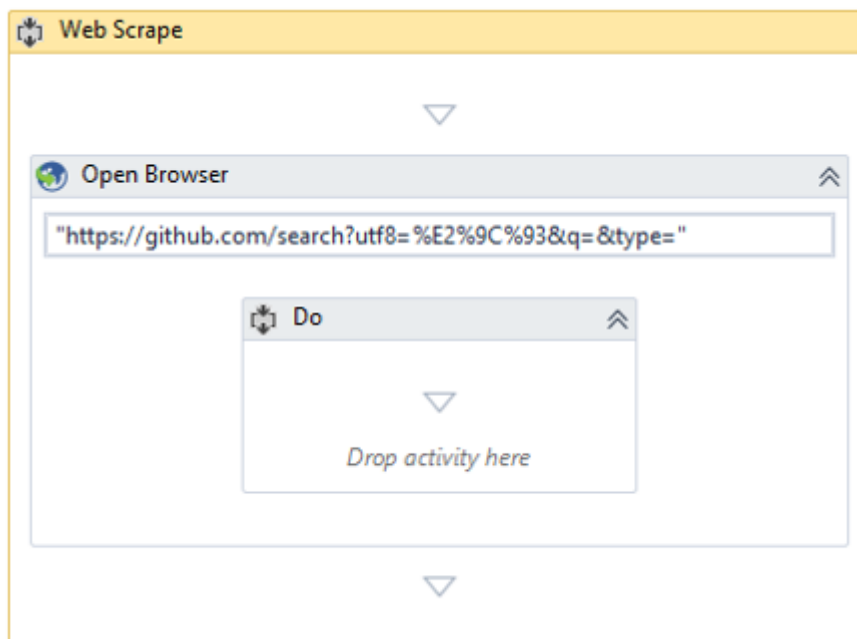 Web Scrape
Open Browser
"https://github.com/search?utf8=%E2%9C%93&q=&type="
Do
Drop activity here